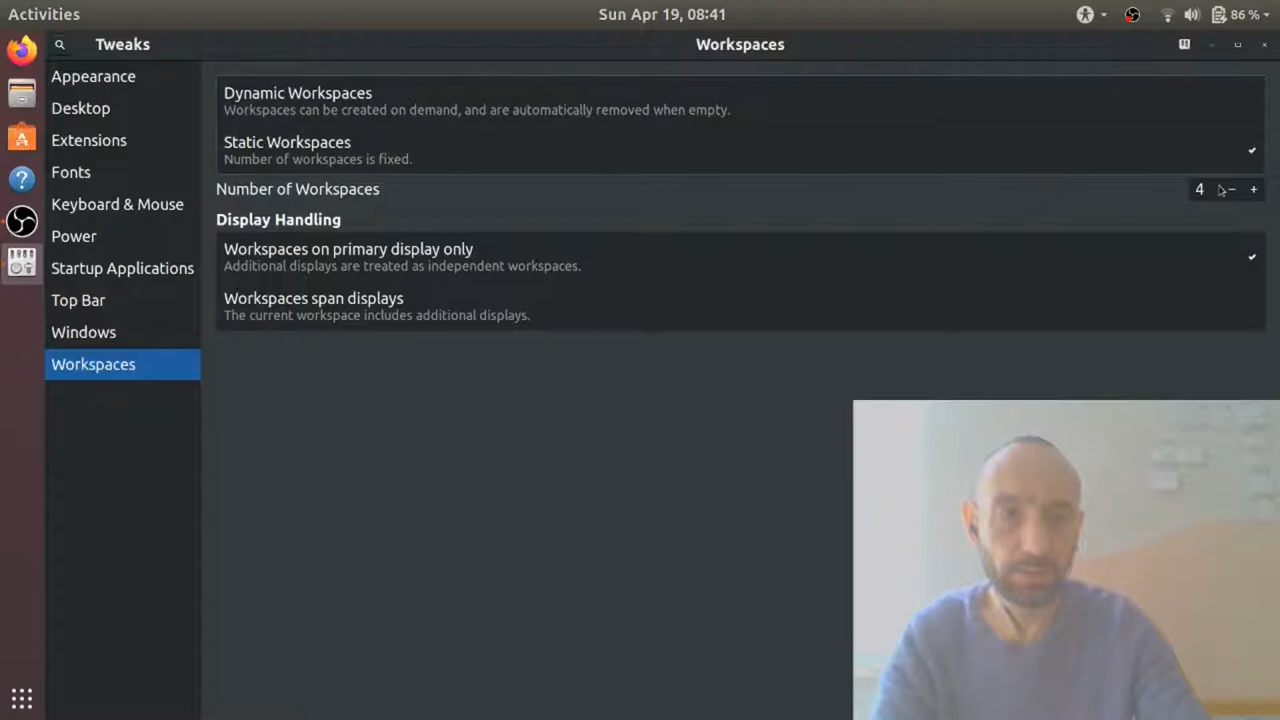 Activities
Sun Apr 19, 08:41
86 %
Tweaks
Workspaces
Appearance
Desktop
Extensions
Fonts
Keyboard & Mouse
Power
Startup Applications
Top Bar
Windows
Workspaces
Dynamic Workspaces
Workspaces can be created on demand, and are automatically removed when empty.
Static Workspaces
Number of workspaces is fixed.
Number of Workspaces
4 − +
Display Handling
Workspaces on primary display only
Additional displays are treated as independent workspaces.
Workspaces span displays
The current workspace includes additional displays.